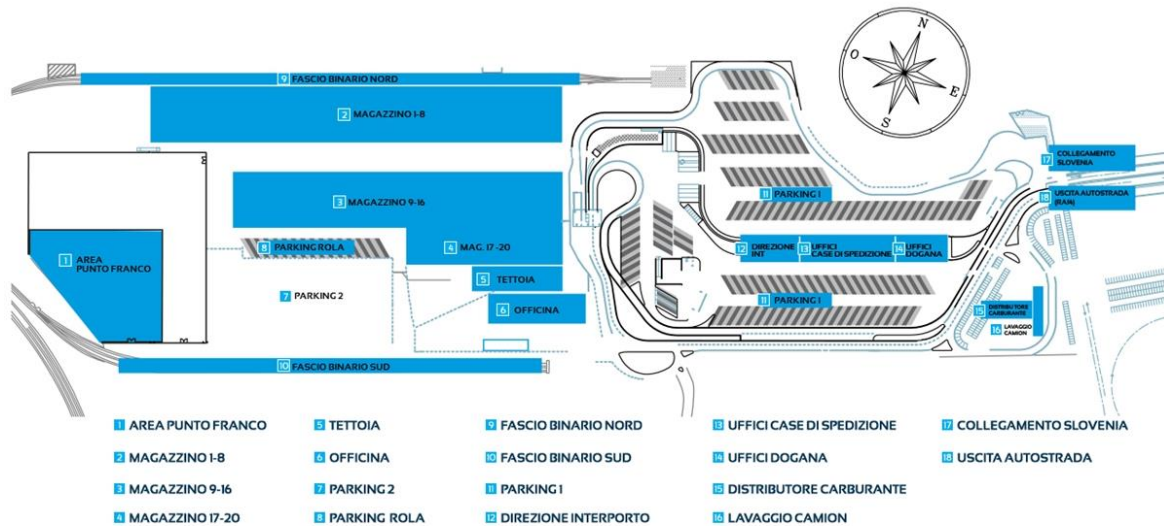 N
O
E
S
9 FASCIO BINARIO NORD
2 MAGAZZINO 1-8
17 COLLEGAMENTO
SLOVENIA
11 PARKING 1
18 USCITA AUTOSTRADA
(RA14)
3 MAGAZZINO 9-16
8 PARKING ROLA
4 MAG. 17-20
12 DIREZIONE
INT
13 UFFICI
CASE DI SPEDIZIONE
14 UFFICI
DOGANA
1 AREA
PUNTO FRANCO
5 TETTOIA
7 PARKING 2
6 OFFICINA
11 PARKING 1
15 DISTRIBUTORE
CARBURANTE
16 LAVAGGIO
CAMION
10 FASCIO BINARIO SUD
1 AREA PUNTO FRANCO
2 MAGAZZINO 1-8
3 MAGAZZINO 9-16
4 MAGAZZINO 17-20
5 TETTOIA
6 OFFICINA
7 PARKING 2
8 PARKING ROLA
9 FASCIO BINARIO NORD
10 FASCIO BINARIO SUD
11 PARKING 1
12 DIREZIONE INTERPORTO
13 UFFICI CASE DI SPEDIZIONE
14 UFFICI DOGANA
15 DISTRIBUTORE CARBURANTE
16 LAVAGGIO CAMION
17 COLLEGAMENTO SLOVENIA
18 USCITA AUTOSTRADA